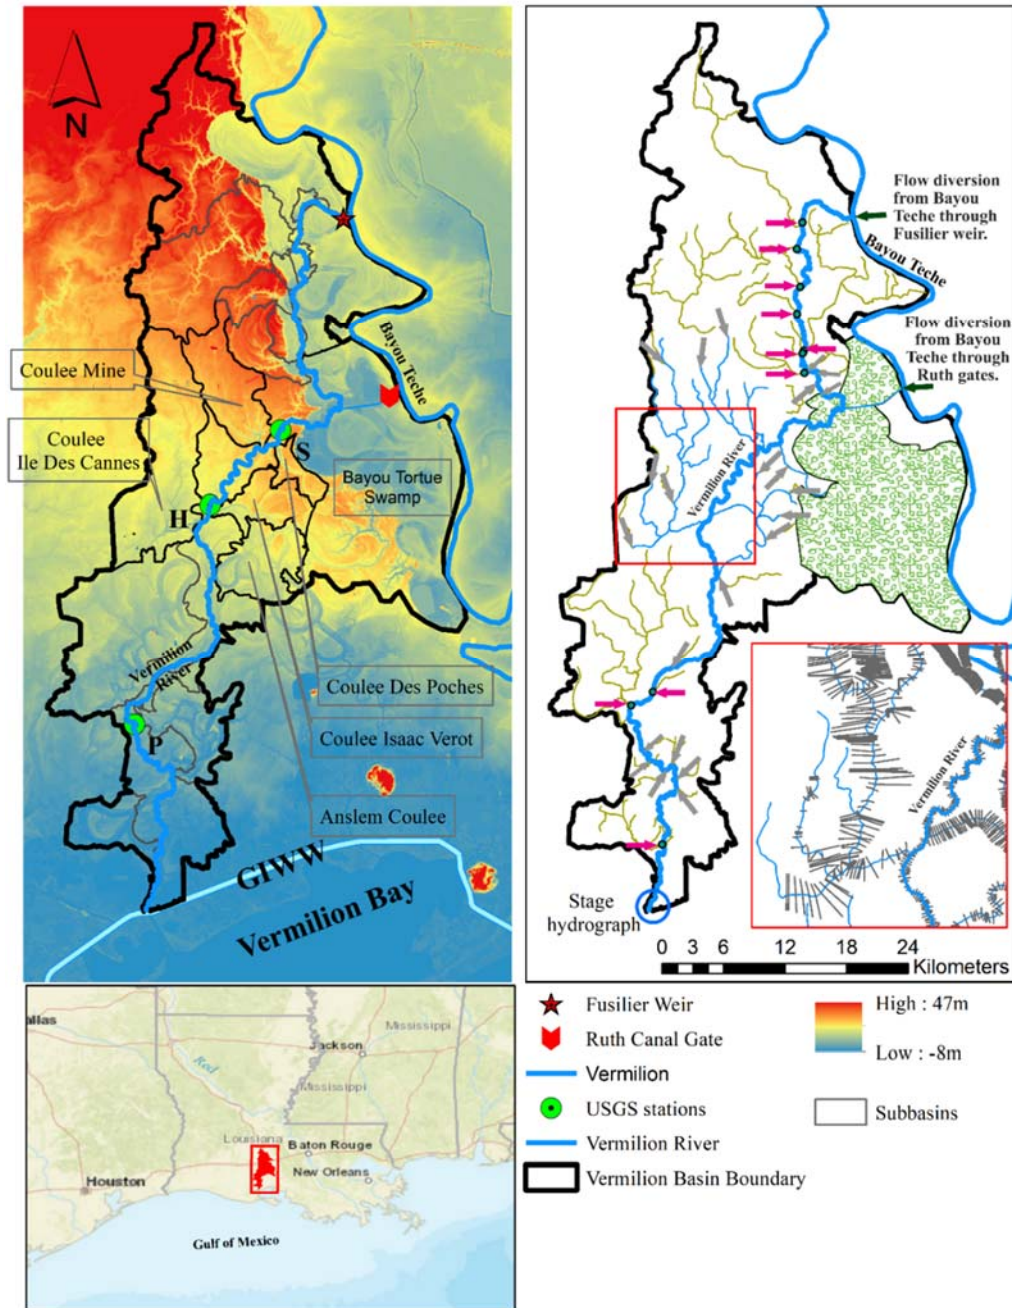 N
Coulee Mine
Coulee
Ile Des Cannes
Bayou Teche
S
Bayou Tortue
Swamp
H
Vermilion
River
P
Coulee Des Poches
Coulee Isaac Verot
Anslem Coulee
GIWW
Vermilion Bay
Flow diversion
from Bayou
Teche through
Fusilier weir.
Bayou Teche
Flow diversion
from Bayou
Teche through
Ruth gates.
Vermilion River
Vermilion River
Stage
hydrograph
0 3 6 12 18 24
Kilometers
allas
Mississippi
Jackson
Red
Mississippi
Louisiana
Baton Rouge
New Orleans
Houston
Gulf of Mexico
Fusilier Weir
Ruth Canal Gate
Vermilion
USGS stations
Vermilion River
Vermilion Basin Boundary
High : 47m
Low : -8m
Subbasins